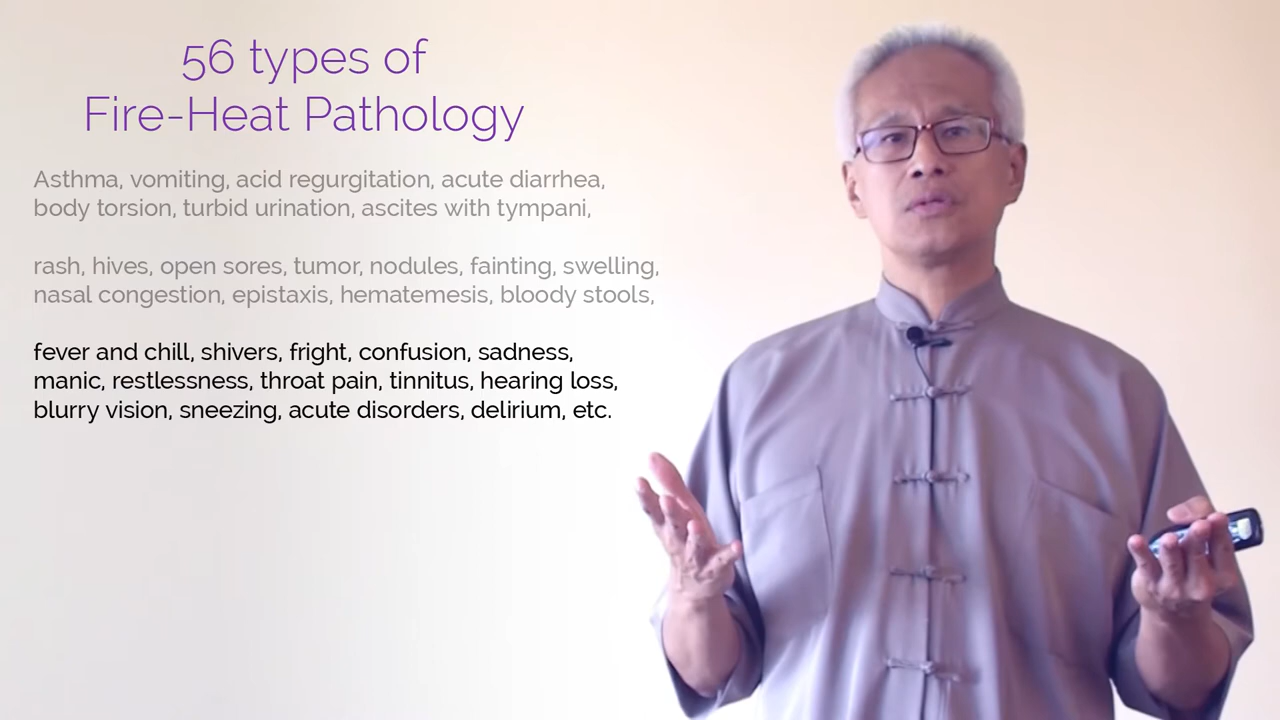 56 types of
Fire-Heat Pathology
Asthma, vomiting, acid regurgitation, acute diarrhea,
body torsion, turbid urination, ascites with tympani,
rash, hives, open sores, tumor, nodules, fainting, swelling,
nasal congestion, epistaxis, hematemesis, bloody stools,
fever and chill, shivers, fright, confusion, sadness,
manic, restlessness, throat pain, tinnitus, hearing loss,
blurry vision, sneezing, acute disorders, delirium, etc.